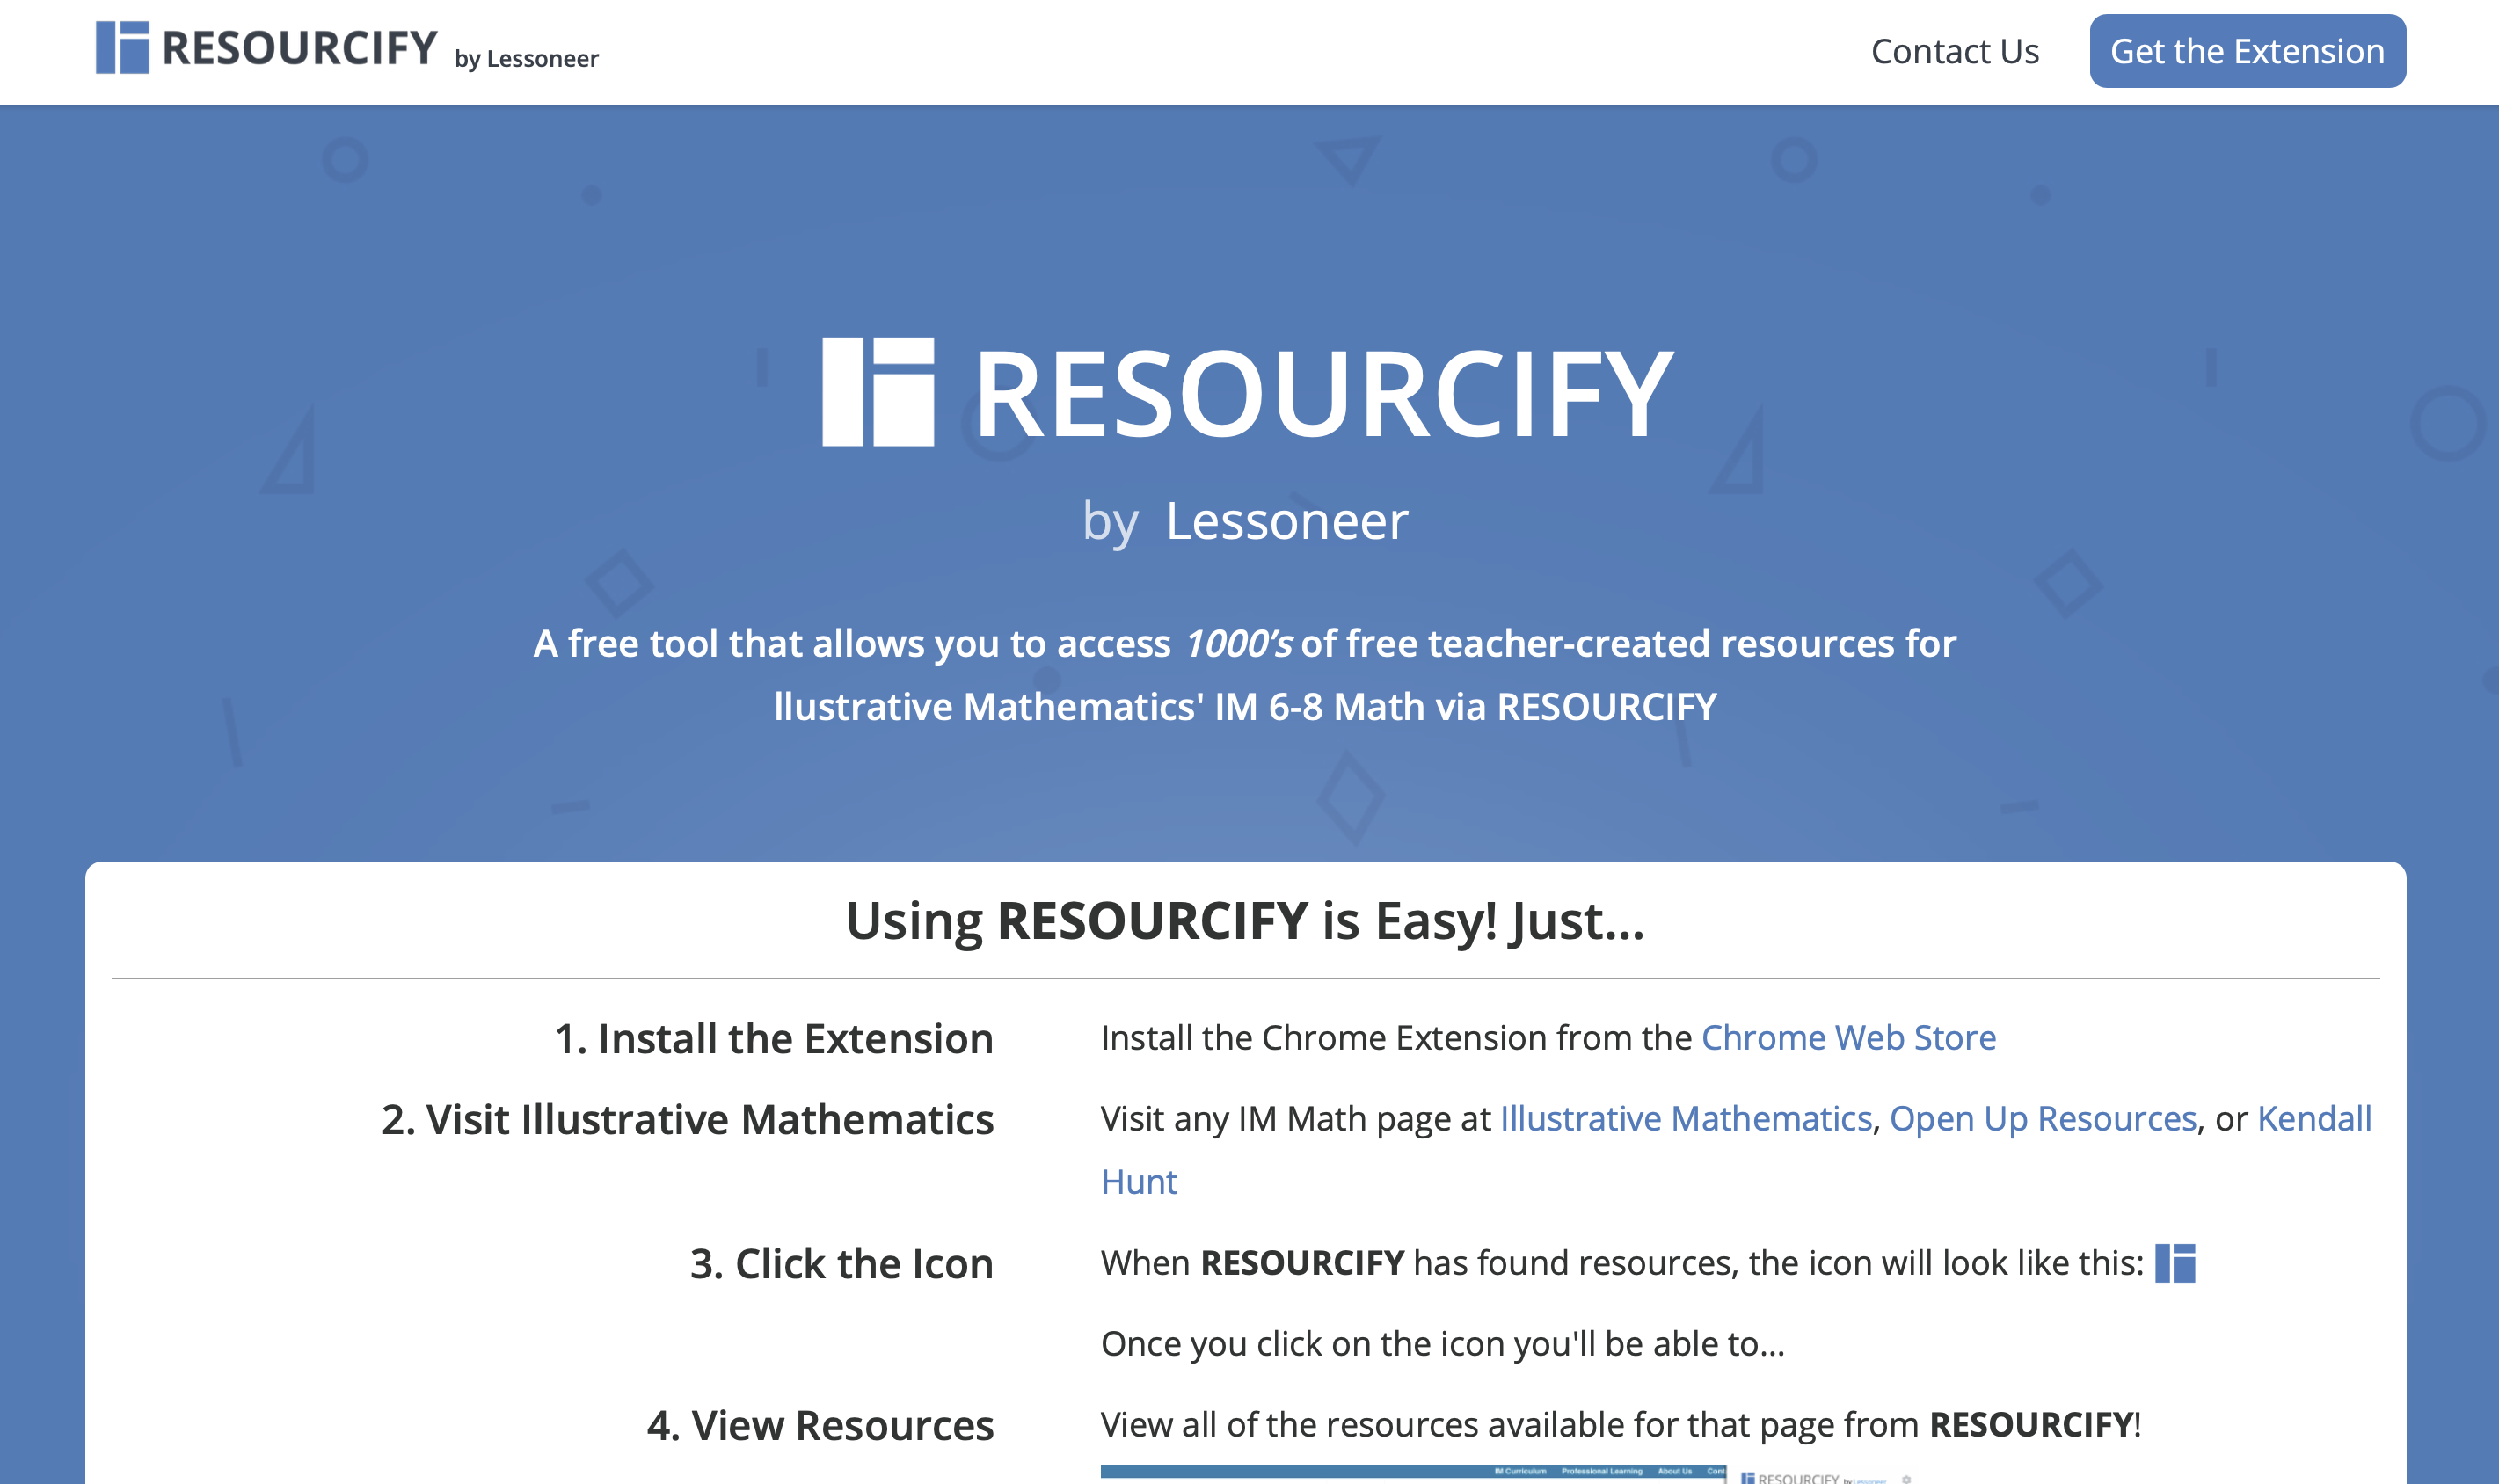 RESOURCIFY by Lessoneer
Contact Us
Get the Extension
RESOURCIFY
by Lessoneer
A free tool that allows you to access 1000's of free teacher-created resources for
llustrative Mathematics' IM 6-8 Math via RESOURCIFY
Using RESOURCIFY is Easy! Just...
1. Install the Extension
Install the Chrome Extension from the Chrome Web Store
2. Visit Illustrative Mathematics
Visit any IM Math page at Illustrative Mathematics, Open Up Resources, or Kendall
Hunt
3. Click the Icon
When RESOURCIFY has found resources, the icon will look like this:
Once you click on the icon you'll be able to...
4. View Resources
View all of the resources available for that page from RESOURCIFY!
IM Curriculum Professional Learning About Us Cont
RESOURCIFY by Lessoneer